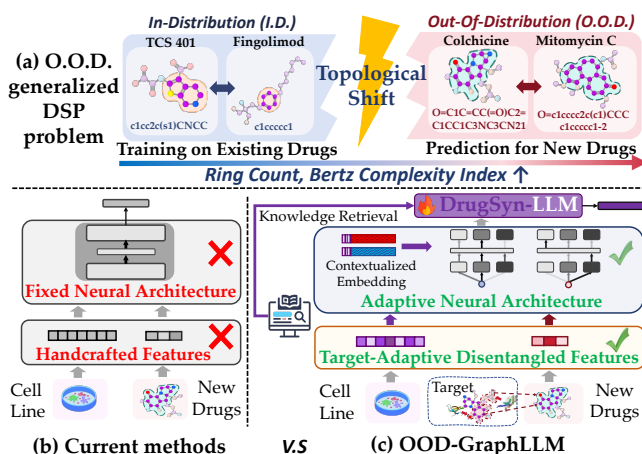 (a) O.O.D.
generalized
DSP
problem
In-Distribution (I.D.)
TCS 401
Fingolimod
c1cc2c(s1)CNCC
c1ccccc1
Training on Existing Drugs
Topological
Shift
Out-Of-Distribution (O.O.D.)
Colchicine
Mitomycin C
O=C1C=CC(=O)C2=
C1CC1C3NC3CN21
O=c1cccc2c(c1)CCC
c1ccccc1-2
Prediction for New Drugs
Ring Count, Bertz Complexity Index ↑
Fixed Neural Architecture
Handcrafted Features
Cell
Line
New
Drugs
(b) Current methods
V.S
Knowledge Retrieval
DrugSyn-LLM
Contextualized
Embedding
Adaptive Neural Architecture
Target-Adaptive Disentangled Features
Cell
Line
Target
New
Drugs
(c) OOD-GraphLLM